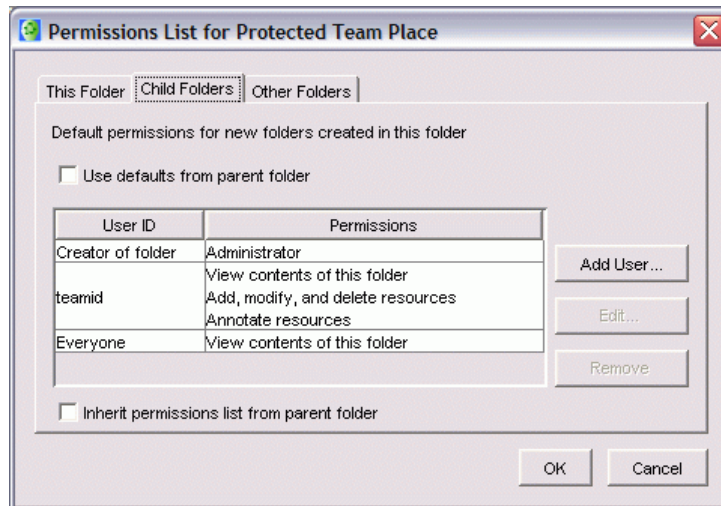 Permissions List for Protected Team Place
This Folder Child Folders Other Folders
Default permissions for new folders created in this folder
Use defaults from parent folder
User ID Permissions
Creator of folder Administrator
teamid View contents of this folder
Add, modify, and delete resources
Annotate resources
Everyone View contents of this folder
Add User...
Edit...
Remove
Inherit permissions list from parent folder
OK Cancel